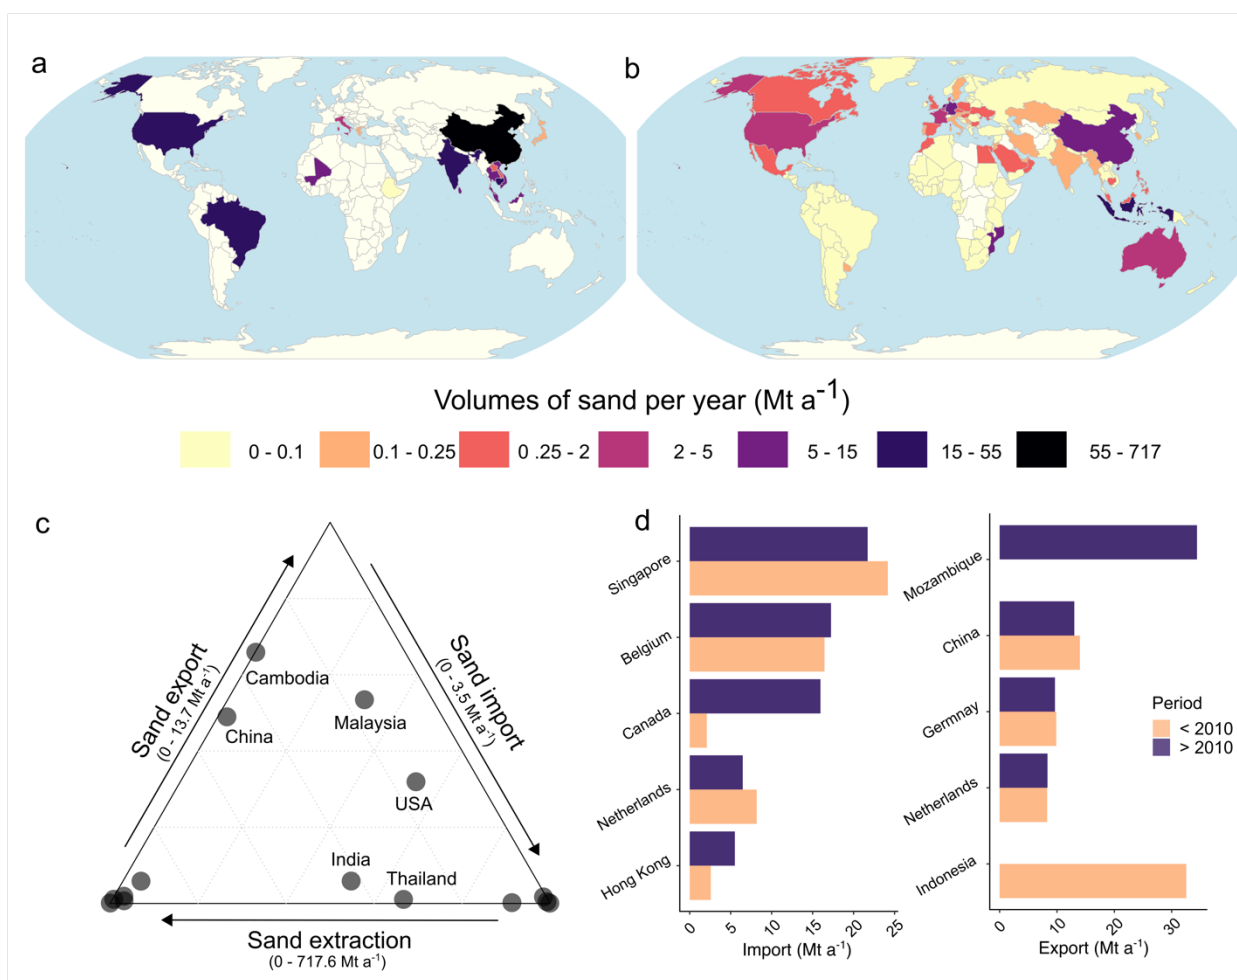 a
b
Volumes of sand per year (Mt a⁻¹)
0 - 0.1
0.1 - 0.25
0 .25 - 2
2 - 5
5 - 15
15 - 55
55 - 717
c
Sand export
(0 - 13.7 Mt a⁻¹)
Sand import
(0 - 3.5 Mt a⁻¹)
Cambodia
China
Malaysia
USA
India
Thailand
Sand extraction
(0 - 717.6 Mt a⁻¹)
d
Singapore
Belgium
Canada
Netherlands
Hong Kong
0 5 10 15 20 25
Import (Mt a⁻¹)
Mozambique
China
Germnay
Netherlands
Indonesia
0 10 20 30
Export (Mt a⁻¹)
Period
< 2010
> 2010